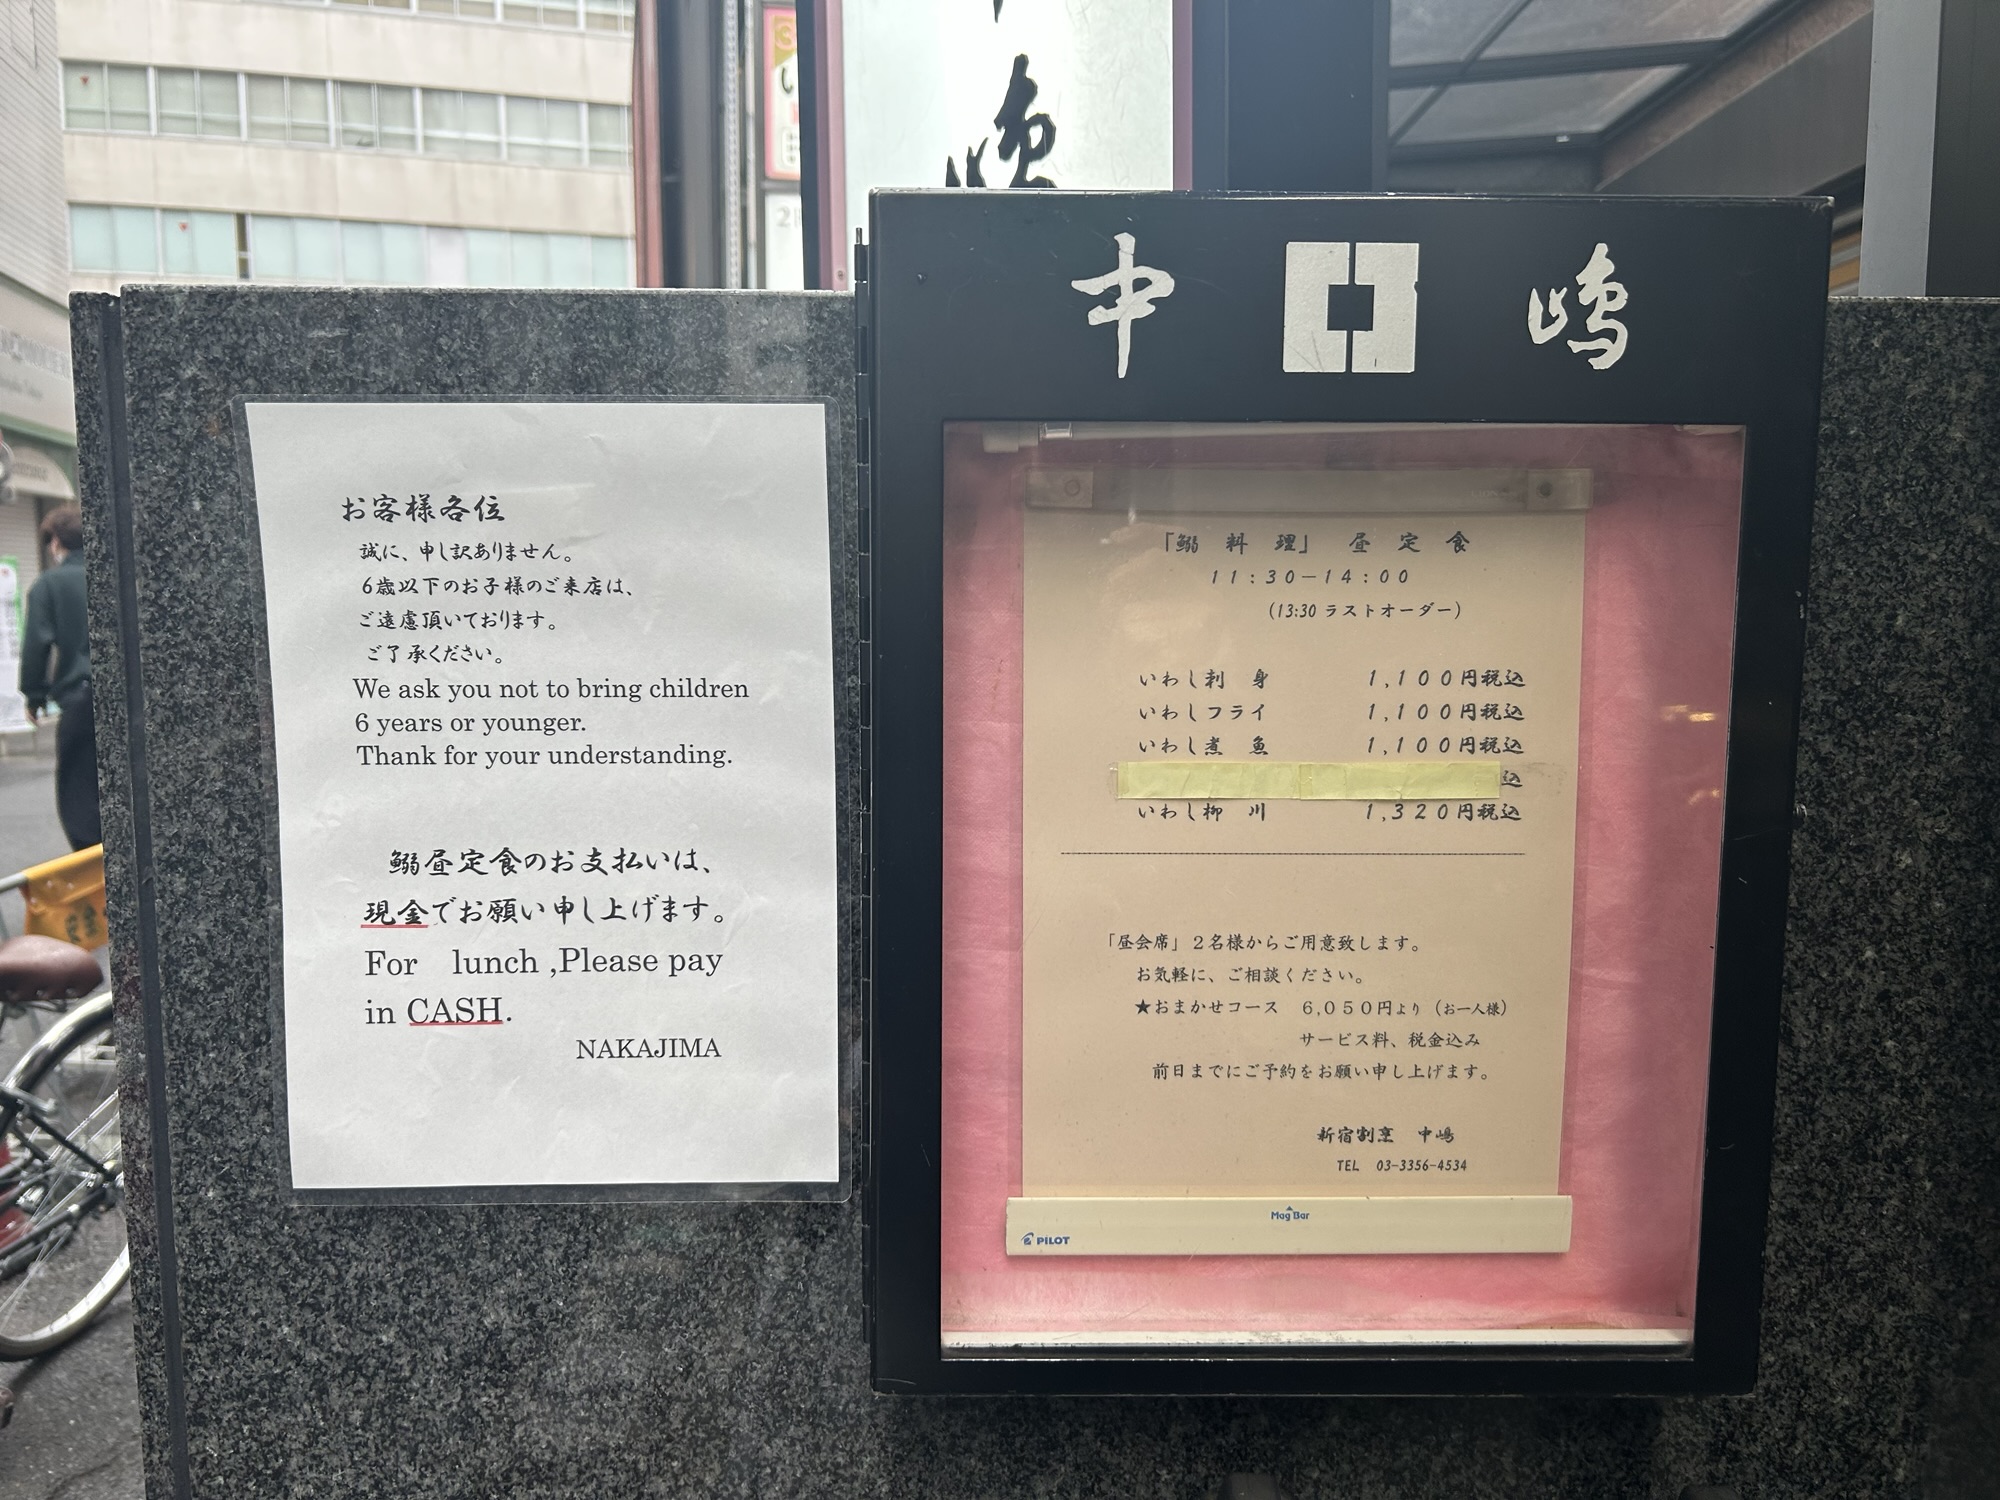 お客様各位
誠に、申し訳ありません。
6歳以下のお子様のご来店は、
ご遠慮頂いております。
ご了承ください。
We ask you not to bring children
6 years or younger.
Thank for your understanding.
鰯昼定食のお支払いは、
現金でお願い申し上げます。
For lunch ,Please pay
in CASH.
NAKAJIMA
嶋
中 嶋
「鰯 料 理」 昼 定 食
11:30-14:00
(13:30 ラストオーダー)
いわし刺 身 1,100円税込
いわしフライ 1,100円税込
いわし煮 魚 1,100円税込
込
いわし柳 川 1,320円税込
「昼会席」2名様からご用意致します。
お気軽に、ご相談ください。
★おまかせコース 6,050円より(お一人様)
サービス料、税金込み
前日までにご予約をお願い申し上げます。
新宿割烹 中嶋
TEL 03-3356-4534
Mag Bar
PILOT